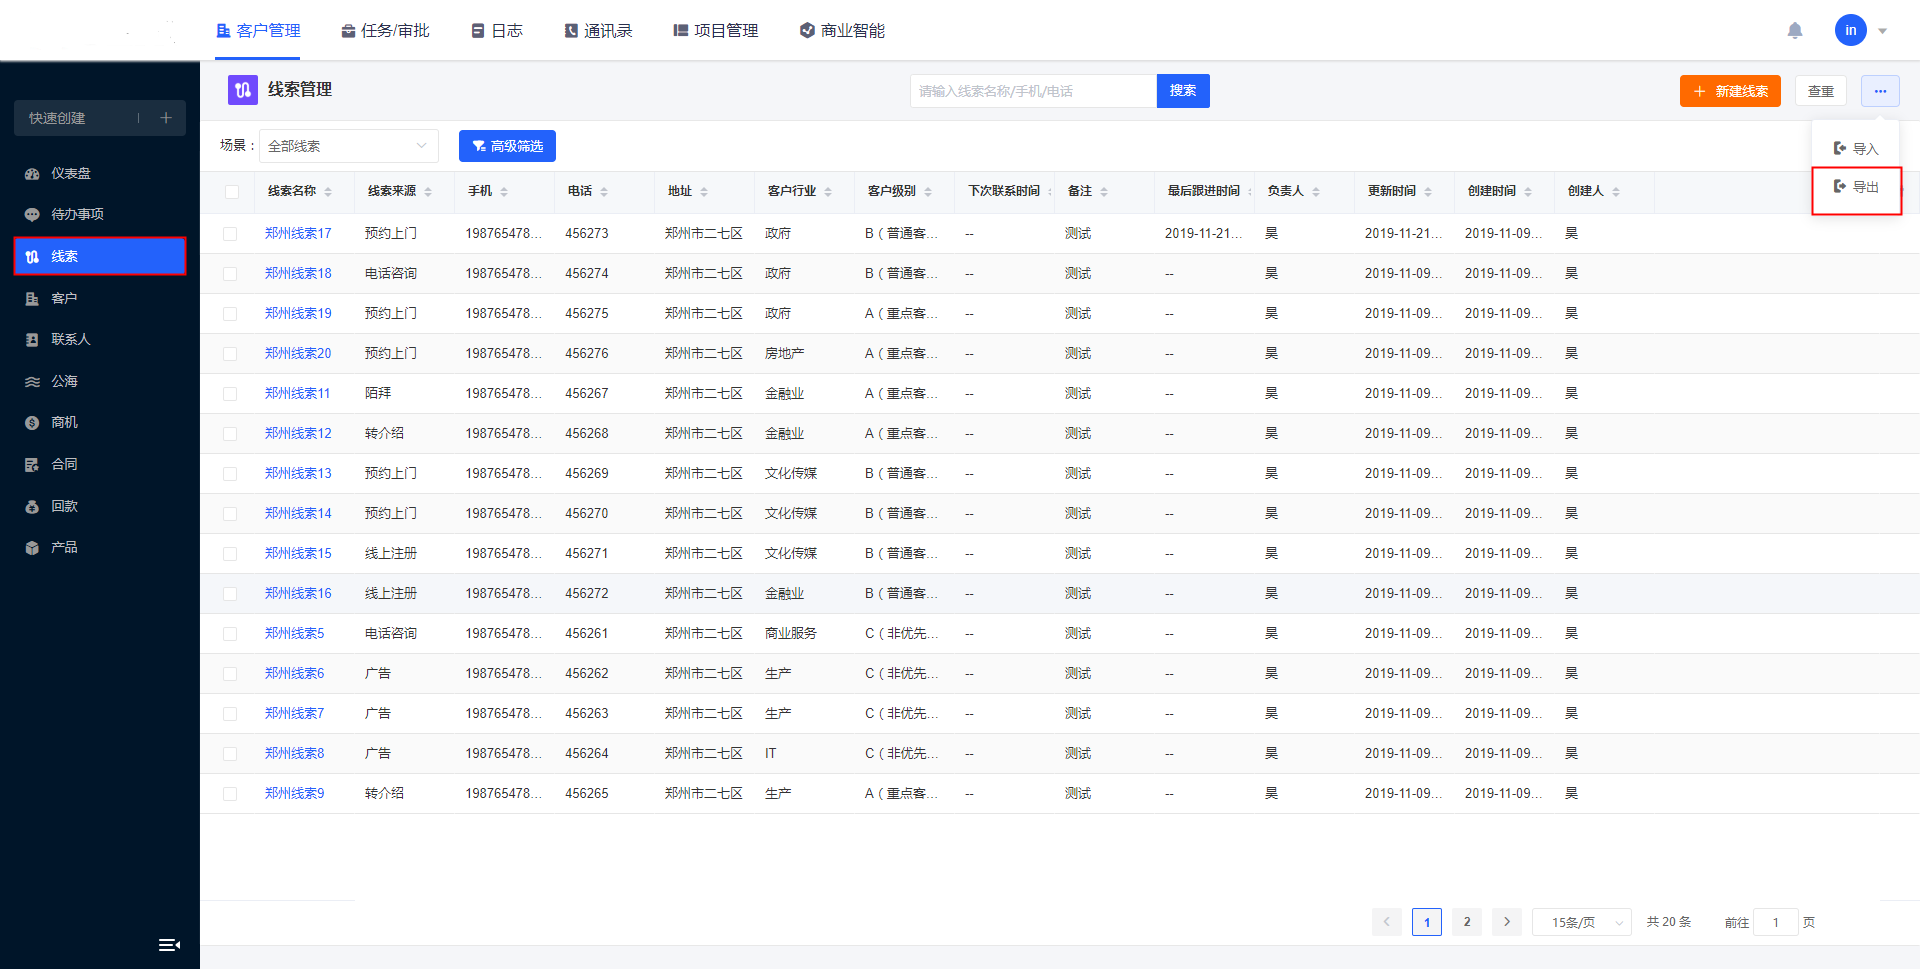 客户管理 任务/审批 日志 通讯录 项目管理 商业智能 in
线索管理 请输入线索名称/手机/电话 搜索 + 新建线索 查重 ...
快速创建 +
场景： 全部线索 高级筛选 导入
导出
仪表盘
待办事项
线索
客户
联系人
公海
商机
合同
回款
产品
线索名称 线索来源 手机 电话 地址 客户行业 客户级别 下次联系时间 备注 最后跟进时间 负责人 更新时间 创建时间 创建人
郑州线索17 预约上门 198765478... 456273 郑州市二七区 政府 B（普通客... -- 测试 2019-11-21... 昊 2019-11-21... 2019-11-09... 昊
郑州线索18 电话咨询 198765478... 456274 郑州市二七区 政府 B（普通客... -- 测试 -- 昊 2019-11-09... 2019-11-09... 昊
郑州线索19 预约上门 198765478... 456275 郑州市二七区 政府 A（重点客... -- 测试 -- 昊 2019-11-09... 2019-11-09... 昊
郑州线索20 预约上门 198765478... 456276 郑州市二七区 房地产 A（重点客... -- 测试 -- 昊 2019-11-09... 2019-11-09... 昊
郑州线索11 陌拜 198765478... 456267 郑州市二七区 金融业 A（重点客... -- 测试 -- 昊 2019-11-09... 2019-11-09... 昊
郑州线索12 转介绍 198765478... 456268 郑州市二七区 金融业 A（重点客... -- 测试 -- 昊 2019-11-09... 2019-11-09... 昊
郑州线索13 预约上门 198765478... 456269 郑州市二七区 文化传媒 B（普通客... -- 测试 -- 昊 2019-11-09... 2019-11-09... 昊
郑州线索14 预约上门 198765478... 456270 郑州市二七区 文化传媒 B（普通客... -- 测试 -- 昊 2019-11-09... 2019-11-09... 昊
郑州线索15 线上注册 198765478... 456271 郑州市二七区 文化传媒 B（普通客... -- 测试 -- 昊 2019-11-09... 2019-11-09... 昊
郑州线索16 线上注册 198765478... 456272 郑州市二七区 金融业 B（普通客... -- 测试 -- 昊 2019-11-09... 2019-11-09... 昊
郑州线索5 电话咨询 198765478... 456261 郑州市二七区 商业服务 C（非优先... -- 测试 -- 昊 2019-11-09... 2019-11-09... 昊
郑州线索6 广告 198765478... 456262 郑州市二七区 生产 C（非优先... -- 测试 -- 昊 2019-11-09... 2019-11-09... 昊
郑州线索7 广告 198765478... 456263 郑州市二七区 生产 C（非优先... -- 测试 -- 昊 2019-11-09... 2019-11-09... 昊
郑州线索8 广告 198765478... 456264 郑州市二七区 IT C（非优先... -- 测试 -- 昊 2019-11-09... 2019-11-09... 昊
郑州线索9 转介绍 198765478... 456265 郑州市二七区 生产 A（重点客... -- 测试 -- 昊 2019-11-09... 2019-11-09... 昊
< 1 2 > 15条/页 共 20 条 前往 1 页